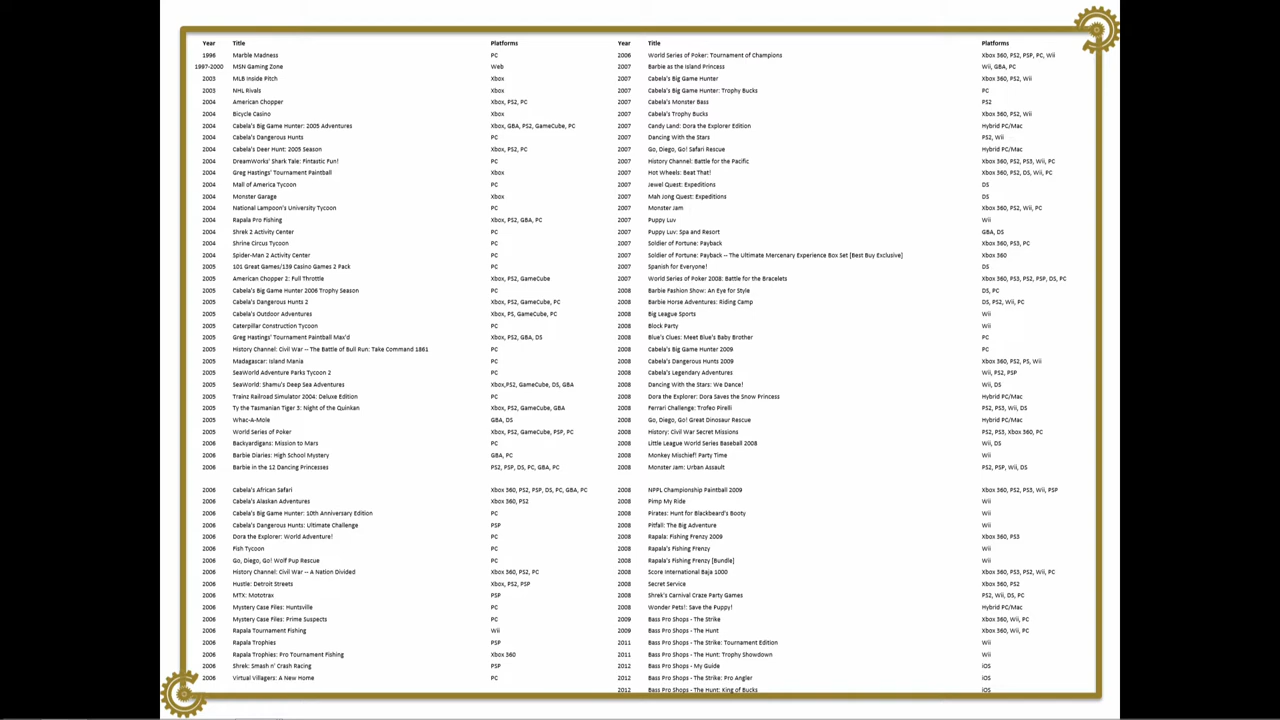 Year Title Platforms
1996 Marble Madness PC
1997-2000 MSN Gaming Zone Web
2003 MLB Inside Pitch Xbox
2003 NHL Rivals Xbox
2004 American Chopper Xbox, PS2, PC
2004 Bicycle Casino Xbox
2004 Cabela's Big Game Hunter: 2005 Adventures Xbox, GBA, PS2, GameCube, PC
2004 Cabela's Dangerous Hunts PC
2004 Cabela's Deer Hunt: 2005 Season Xbox, PS2, PC
2004 DreamWorks' Shark Tale: Fintastic Fun! PC
2004 Greg Hastings' Tournament Paintball Xbox
2004 Mall of America Tycoon PC
2004 Monster Garage Xbox
2004 National Lampoon's University Tycoon PC
2004 Rapala Pro Fishing Xbox, PS2, GBA, PC
2004 Shrek 2 Activity Center PC
2004 Shrine Circus Tycoon PC
2004 Spider-Man 2 Activity Center PC
2005 101 Great Games/139 Casino Games 2 Pack PC
2005 American Chopper 2: Full Throttle Xbox, PS2, GameCube
2005 Cabela's Big Game Hunter 2006 Trophy Season PC
2005 Cabela's Dangerous Hunts 2 Xbox, PS2, GameCube, PC
2005 Cabela's Outdoor Adventures Xbox, PS, GameCube, PC
2005 Caterpillar Construction Tycoon PC
2005 Greg Hastings' Tournament Paintball Max'd Xbox, PS2, GBA, DS
2005 History Channel: Civil War -- The Battle of Bull Run: Take Command 1861 PC
2005 Madagascar: Island Mania PC
2005 SeaWorld Adventure Parks Tycoon 2 PC
2005 SeaWorld: Shamu's Deep Sea Adventures Xbox,PS2, GameCube, DS, GBA
2005 Trainz Railroad Simulator 2004: Deluxe Edition PC
2005 Ty the Tasmanian Tiger 3: Night of the Quinkan Xbox, PS2, GameCube, GBA
2005 Whac-A-Mole GBA, DS
2005 World Series of Poker Xbox, PS2, GameCube, PSP, PC
2006 Backyardigans: Mission to Mars PC
2006 Barbie Diaries: High School Mystery GBA, PC
2006 Barbie in the 12 Dancing Princesses PS2, PSP, DS, PC, GBA, PC
2006 Cabela's African Safari Xbox 360, PS2, PSP, DS, PC, GBA, PC
2006 Cabela's Alaskan Adventures Xbox 360, PS2
2006 Cabela's Big Game Hunter: 10th Anniversary Edition PC
2006 Cabela's Dangerous Hunts: Ultimate Challenge PSP
2006 Dora the Explorer: World Adventure! PC
2006 Fish Tycoon PC
2006 Go, Diego, Go! Wolf Pup Rescue PC
2006 History Channel: Civil War -- A Nation Divided Xbox 360, PS2, PC
2006 Hustle: Detroit Streets Xbox, PS2, PSP
2006 MTX: Mototrax PSP
2006 Mystery Case Files: Huntsville PC
2006 Mystery Case Files: Prime Suspects PC
2006 Rapala Tournament Fishing Wii
2006 Rapala Trophies PSP
2006 Rapala Trophies: Pro Tournament Fishing Xbox 360
2006 Shrek: Smash n' Crash Racing PSP
2006 Virtual Villagers: A New Home PC
Year Title Platforms
2006 World Series of Poker: Tournament of Champions Xbox 360, PS2, PSP, PC, Wii
2007 Barbie as the Island Princess Wii, GBA, PC
2007 Cabela's Big Game Hunter Xbox 360, PS2, Wii
2007 Cabela's Big Game Hunter: Trophy Bucks PC
2007 Cabela's Monster Bass PS2
2007 Cabela's Trophy Bucks Xbox 360, PS2, Wii
2007 Candy Land: Dora the Explorer Edition Hybrid PC/Mac
2007 Dancing With the Stars PS2, Wii
2007 Go, Diego, Go! Safari Rescue Hybrid PC/Mac
2007 History Channel: Battle for the Pacific Xbox 360, PS2, PS3, Wii, PC
2007 Hot Wheels: Beat That! Xbox 360, PS2, DS, Wii, PC
2007 Jewel Quest: Expeditions DS
2007 Mah Jong Quest: Expeditions DS
2007 Monster Jam Xbox 360, PS2, Wii, PC
2007 Puppy Luv Wii
2007 Puppy Luv: Spa and Resort GBA, DS
2007 Soldier of Fortune: Payback Xbox 360, PS3, PC
2007 Soldier of Fortune: Payback -- The Ultimate Mercenary Experience Box Set [Best Buy Exclusive] Xbox 360
2007 Spanish for Everyone! DS
2007 World Series of Poker 2008: Battle for the Bracelets Xbox 360, PS3, PS2, PSP, DS, PC
2008 Barbie Fashion Show: An Eye for Style DS, PC
2008 Barbie Horse Adventures: Riding Camp DS, PS2, Wii, PC
2008 Big League Sports Wii
2008 Block Party Wii
2008 Blue's Clues: Meet Blue's Baby Brother PC
2008 Cabela's Big Game Hunter 2009 PC
2008 Cabela's Dangerous Hunts 2009 Xbox 360, PS2, PS, Wii
2008 Cabela's Legendary Adventures Wii, PS2, PSP
2008 Dancing With the Stars: We Dance! Wii, DS
2008 Dora the Explorer: Dora Saves the Snow Princess Hybrid PC/Mac
2008 Ferrari Challenge: Trofeo Pirelli PS2, PS3, Wii, DS
2008 Go, Diego, Go! Great Dinosaur Rescue Hybrid PC/Mac
2008 History: Civil War Secret Missions PS2, PS3, Xbox 360, PC
2008 Little League World Series Baseball 2008 Wii, DS
2008 Monkey Mischief! Party Time Wii
2008 Monster Jam: Urban Assault PS2, PSP, Wii, DS
2008 NPPL Championship Paintball 2009 Xbox 360, PS2, PS3, Wii, PSP
2008 Pimp My Ride Wii
2008 Pirates: Hunt for Blackbeard's Booty Wii
2008 Pitfall: The Big Adventure Wii
2008 Rapala: Fishing Frenzy 2009 Xbox 360, PS3
2008 Rapala's Fishing Frenzy Wii
2008 Rapala's Fishing Frenzy [Bundle] Wii
2008 Score International Baja 1000 Xbox 360, PS3, PS2, Wii, PC
2008 Secret Service Xbox 360, PS2
2008 Shrek's Carnival Craze Party Games PS2, Wii, DS, PC
2008 Wonder Pets!: Save the Puppy! Hybrid PC/Mac
2009 Bass Pro Shops - The Strike Xbox 360, Wii, PC
2009 Bass Pro Shops - The Hunt Xbox 360, Wii, PC
2011 Bass Pro Shops - The Strike: Tournament Edition Wii
2011 Bass Pro Shops - The Hunt: Trophy Showdown Wii
2012 Bass Pro Shops - My Guide iOS
2012 Bass Pro Shops - The Strike: Pro Angler iOS
2012 Bass Pro Shops - The Hunt: King of Bucks iOS